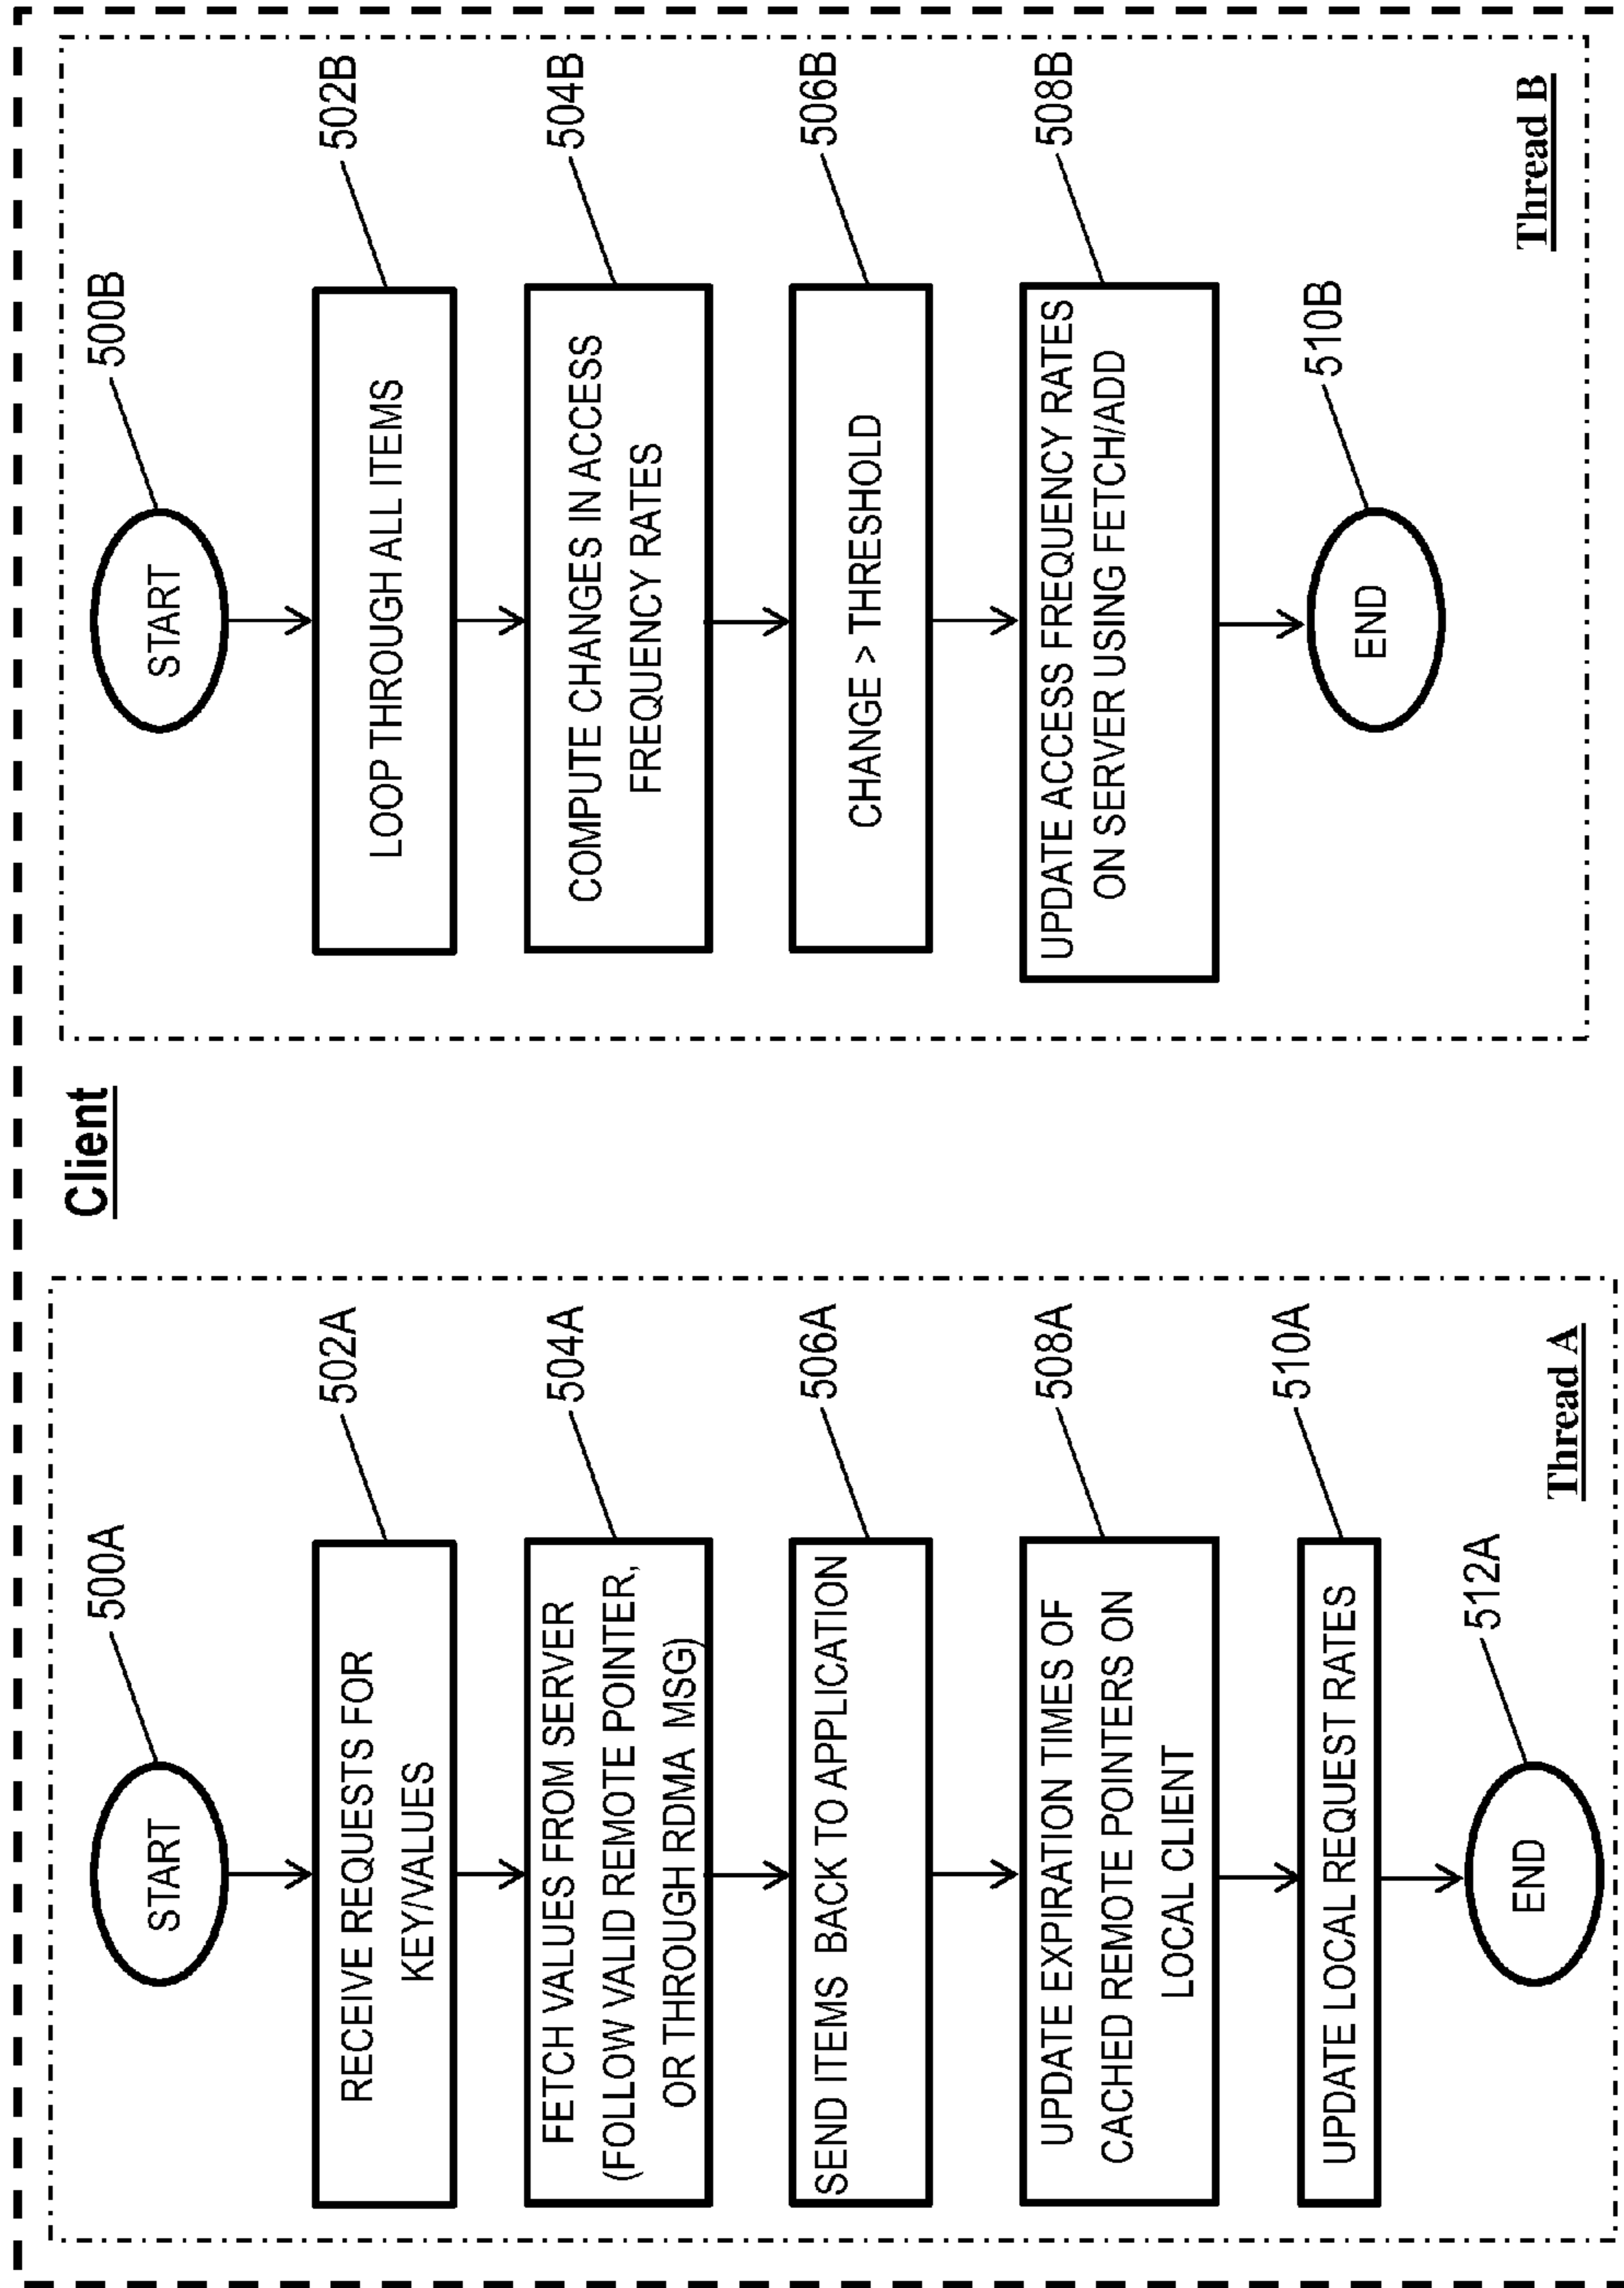 Client
500A
START
502A
RECEIVE REQUESTS FOR
KEY/VALUES
504A
FETCH VALUES FROM SERVER
(FOLLOW VALID REMOTE POINTER,
OR THROUGH RDMA MSG)
506A
SEND ITEMS BACK TO APPLICATION
508A
UPDATE EXPIRATION TIMES OF
CACHED REMOTE POINTERS ON
LOCAL CLIENT
510A
UPDATE LOCAL REQUEST RATES
512A
END
Thread A
500B
START
502B
LOOP THROUGH ALL ITEMS
504B
COMPUTE CHANGES IN ACCESS
FREQUENCY RATES
506B
CHANGE > THRESHOLD
508B
UPDATE ACCESS FREQUENCY RATES
ON SERVER USING FETCH/ADD
510B
END
Thread B